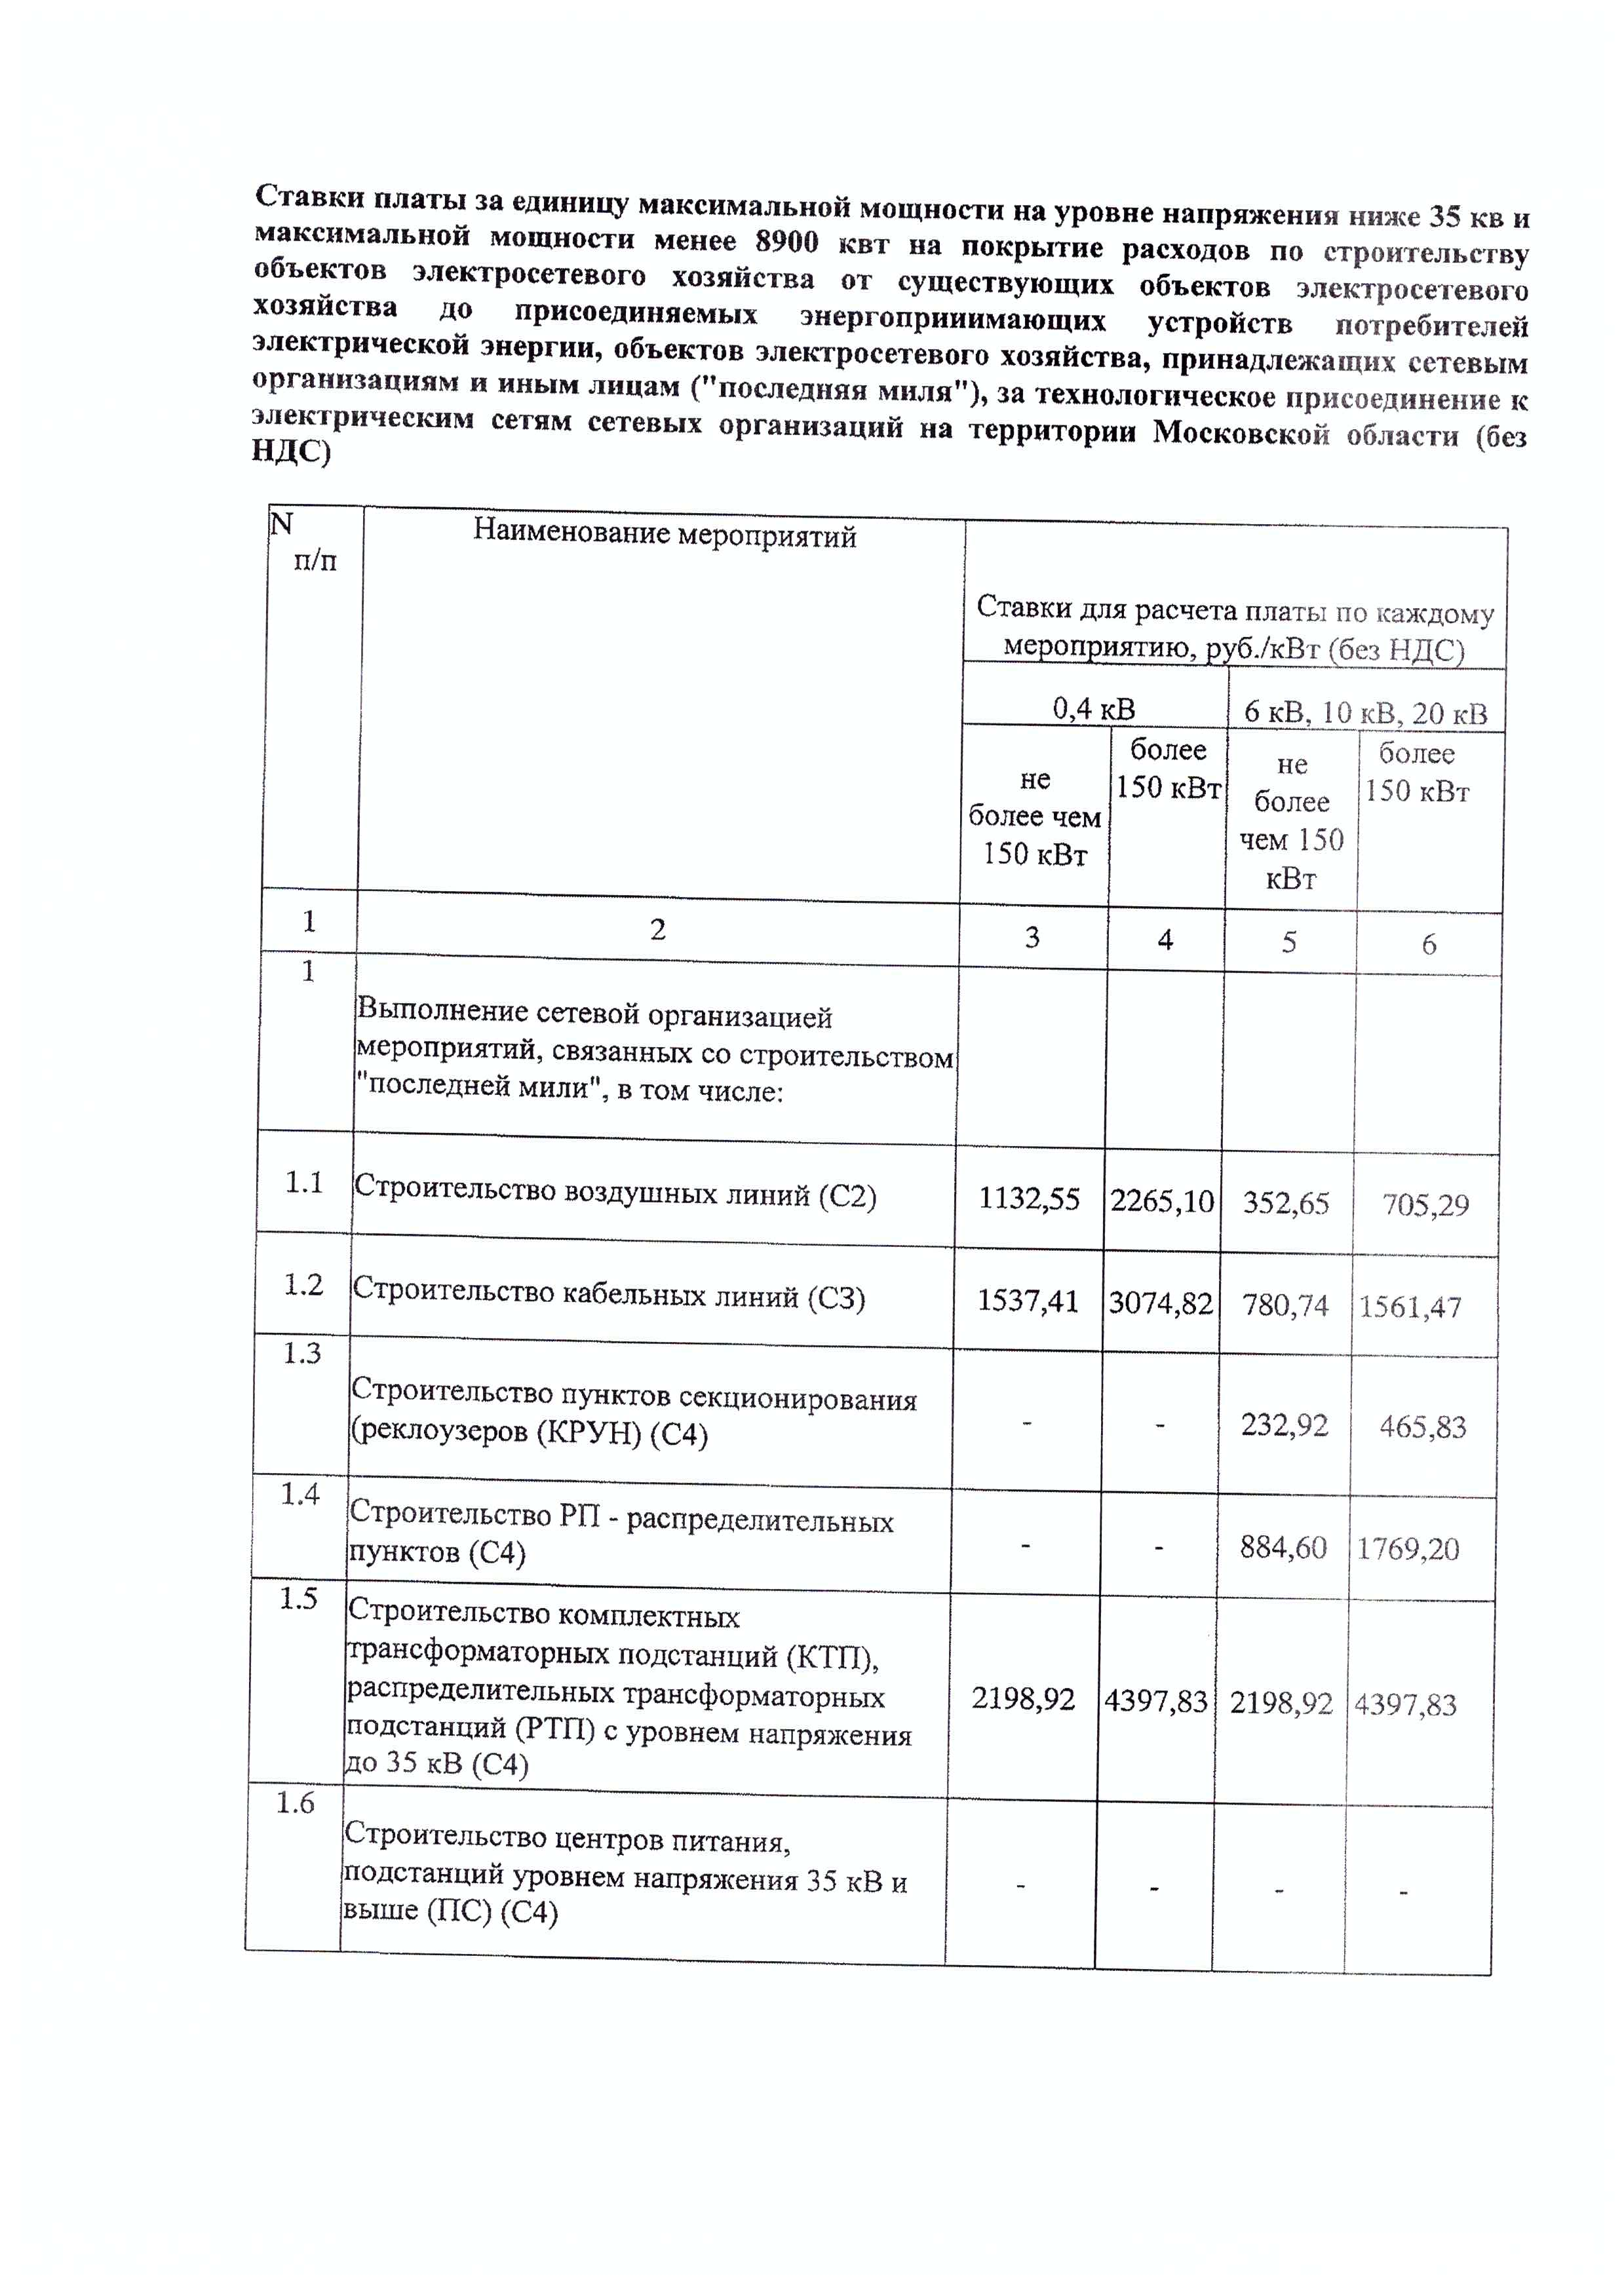 Ставки платы за единицу максимальной мощности на уровне напряжения ниже 35 кв и
максимальной мощности менее 8900 квт на покрытие расходов по строительству
объектов электросетевого хозяйства от существующих объектов электросетевого
хозяйства до присоединяемых энергопринимающих устройств потребителей
электрической энергии, объектов электросетевого хозяйства, принадлежащих сетевым
организациям и иным лицам ("последняя миля"), за технологическое присоединение к
электрическим сетям сетевых организаций на территории Московской области (без
НДС)
N
п/п
Наименование мероприятий
Ставки для расчета платы по каждому
мероприятию, руб./кВт (без НДС)
0,4 кВ
6 кВ, 10 кВ, 20 кВ
не
более чем
150 кВт
более
150 кВт
не
более
чем 150
кВт
более
150 кВт
1 2 3 4 5 6
1
Выполнение сетевой организацией
мероприятий, связанных со строительством
"последней мили", в том числе:
1.1 Строительство воздушных линий (С2) 1132,55 2265,10 352,65 705,29
1.2 Строительство кабельных линий (С3) 1537,41 3074,82 780,74 1561,47
1.3
Строительство пунктов секционирования
(реклоузеров (КРУН) (С4)
- - 232,92 465,83
1.4
Строительство РП - распределительных
пунктов (С4)
- - 884,60 1769,20
1.5
Строительство комплектных
трансформаторных подстанций (КТП),
распределительных трансформаторных
подстанций (РТП) с уровнем напряжения
до 35 кВ (С4)
2198,92 4397,83 2198,92 4397,83
1.6
Строительство центров питания,
подстанций уровнем напряжения 35 кВ и
выше (ПС) (С4)
- - - -